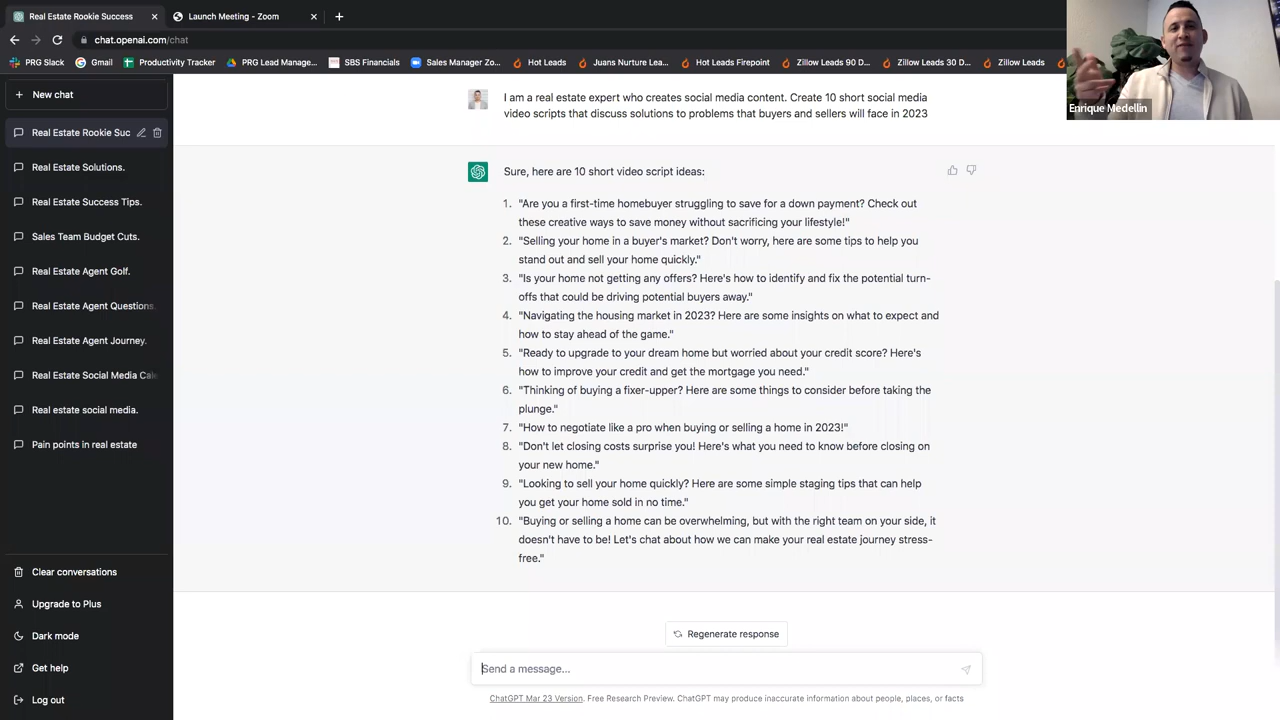 Real Estate Rookie Success
Launch Meeting - Zoom
chat.openai.com/chat
PRG Slack
Gmail
Productivity Tracker
PRG Lead Manage...
SBS Financials
Sales Manager Zo...
Hot Leads
Juans Nurture Lea...
Hot Leads Firepoint
Zillow Leads 90 D...
Zillow Leads 30 D...
Zillow Leads
Enrique Medellin
New chat
Real Estate Rookie Suc
Real Estate Solutions.
Real Estate Success Tips.
Sales Team Budget Cuts.
Real Estate Agent Golf.
Real Estate Agent Questions.
Real Estate Agent Journey.
Real Estate Social Media Cale
Real estate social media.
Pain points in real estate
Clear conversations
Upgrade to Plus
Dark mode
Get help
Log out
I am a real estate expert who creates social media content. Create 10 short social media
video scripts that discuss solutions to problems that buyers and sellers will face in 2023
Sure, here are 10 short video script ideas:
1. "Are you a first-time homebuyer struggling to save for a down payment? Check out
these creative ways to save money without sacrificing your lifestyle!"
2. "Selling your home in a buyer's market? Don't worry, here are some tips to help you
stand out and sell your home quickly."
3. "Is your home not getting any offers? Here's how to identify and fix the potential turn-
offs that could be driving potential buyers away."
4. "Navigating the housing market in 2023? Here are some insights on what to expect and
how to stay ahead of the game."
5. "Ready to upgrade to your dream home but worried about your credit score? Here's
how to improve your credit and get the mortgage you need."
6. "Thinking of buying a fixer-upper? Here are some things to consider before taking the
plunge."
7. "How to negotiate like a pro when buying or selling a home in 2023!"
8. "Don't let closing costs surprise you! Here's what you need to know before closing on
your new home."
9. "Looking to sell your home quickly? Here are some simple staging tips that can help
you get your home sold in no time."
10. "Buying or selling a home can be overwhelming, but with the right team on your side, it
doesn't have to be! Let's chat about how we can make your real estate journey stress-
free."
Regenerate response
Send a message...
ChatGPT Mar 23 Version. Free Research Preview. ChatGPT may produce inaccurate information about people, places, or facts